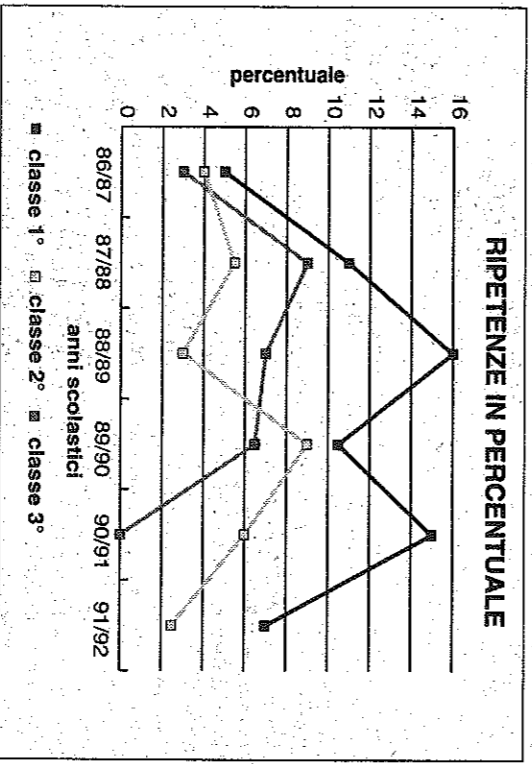 RIPETENZE IN PERCENTUALE
percentuale
16
14
12
10
8
6
4
2
0
86/87 87/88 88/89 89/90 90/91 91/92
anni scolastici
classe 1° classe 2° classe 3°